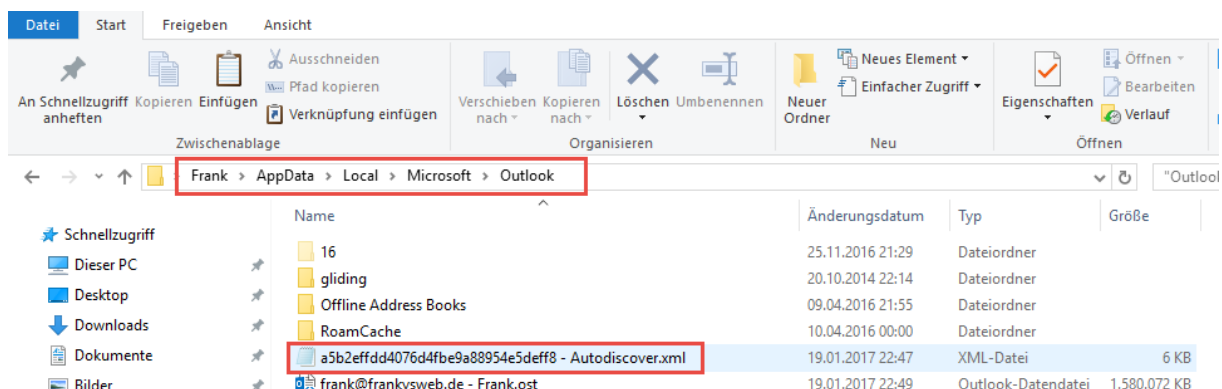 Datei Start Freigeben Ansicht
Ausschneiden
Pfad kopieren
Verknüpfung einfügen
An Schnellzugriff anheften
Kopieren
Einfügen
Zwischenablage
Verschieben nach
Kopieren nach
Löschen
Umbenennen
Organisieren
Neuer Ordner
Neues Element
Einfacher Zugriff
Neu
Eigenschaften
Öffnen
Bearbeiten
Verlauf
Öffnen
Frank > AppData > Local > Microsoft > Outlook
Name Änderungsdatum Typ Größe
Schnellzugriff
Dieser PC
Desktop
Downloads
Dokumente
Bilder
16 25.11.2016 21:29 Dateiordner
gliding 20.10.2014 22:14 Dateiordner
Offline Address Books 09.04.2016 21:55 Dateiordner
RoamCache 10.04.2016 00:00 Dateiordner
a5b2effdd4076d4fbe9a88954e5deff8 - Autodiscover.xml 19.01.2017 22:47 XML-Datei 6 KB
frank@frankysweb.de - Frank.ost 19.01.2017 22:49 Outlook-Datendatei 1.580.072 KB